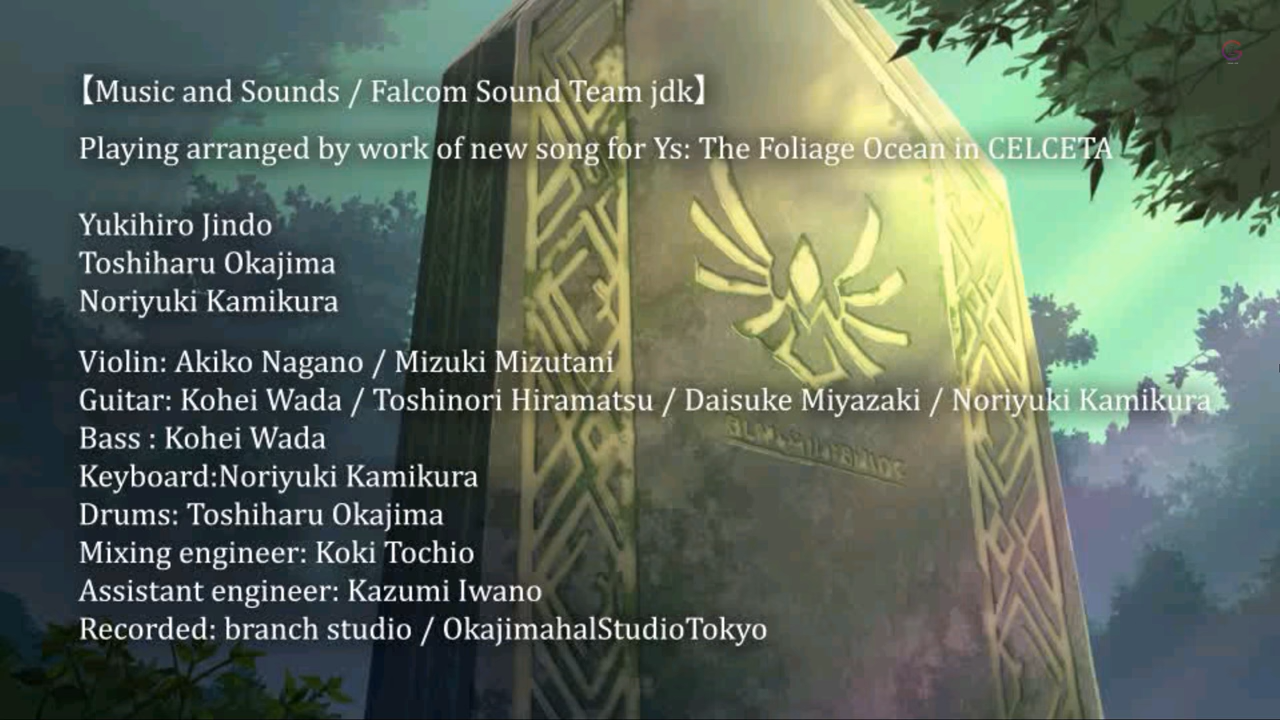 【Music and Sounds / Falcom Sound Team jdk】
Playing arranged by work of new song for Ys: The Foliage Ocean in CELCETA
Yukihiro Jindo
Toshiharu Okajima
Noriyuki Kamikura
Violin: Akiko Nagano / Mizuki Mizutani
Guitar: Kohei Wada / Toshinori Hiramatsu / Daisuke Miyazaki / Noriyuki Kamikura
Bass : Kohei Wada
Keyboard:Noriyuki Kamikura
Drums: Toshiharu Okajima
Mixing engineer: Koki Tochio
Assistant engineer: Kazumi Iwano
Recorded: branch studio / OkajimahalStudioTokyo